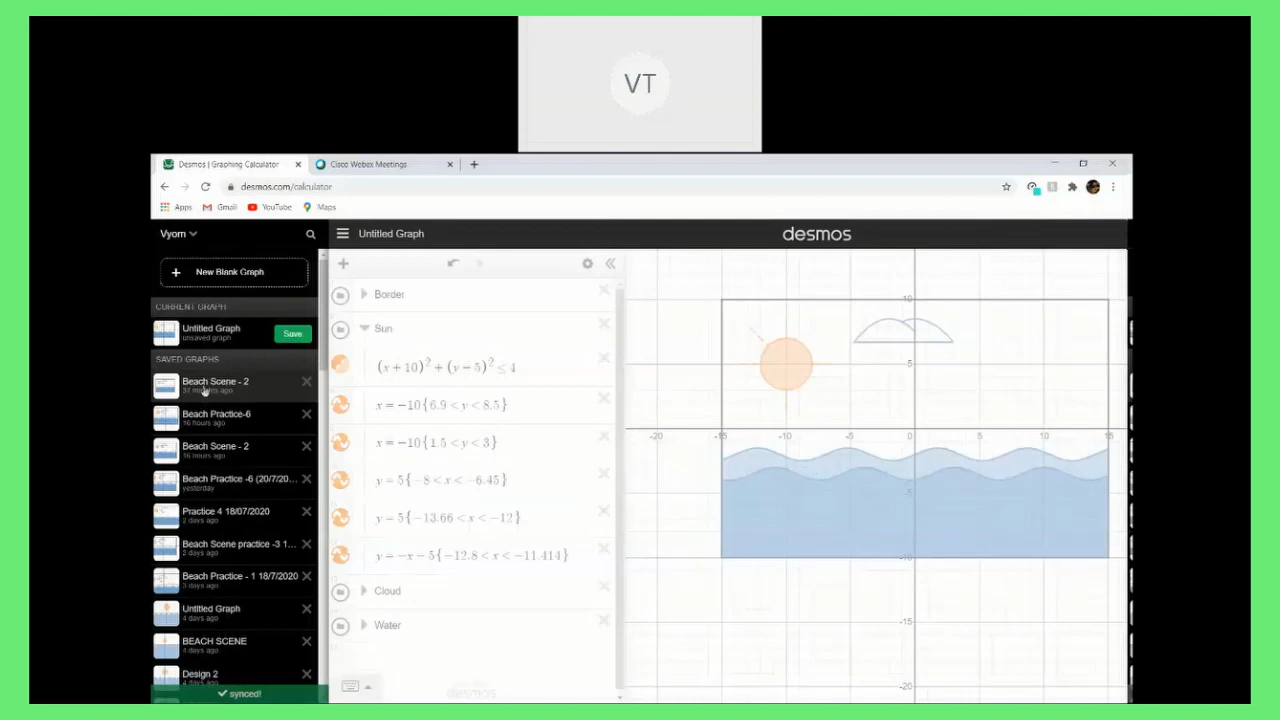 VT
Desmos | Graphing Calculator
Cisco Webex Meetings
desmos.com/calculator
Apps
Gmail
YouTube
Maps
Vyom
Untitled Graph
desmos
New Blank Graph
CURRENT GRAPH
Untitled Graph
unsaved graph
Save
SAVED GRAPHS
Beach Scene - 2
37 minutes ago
Beach Practice-6
16 hours ago
Beach Scene - 2
16 hours ago
Beach Practice -6 (20/7/20...
yesterday
Practice 4 18/07/2020
2 days ago
Beach Scene practice -3 1...
2 days ago
Beach Practice - 1 18/7/2020
3 days ago
Untitled Graph
4 days ago
BEACH SCENE
4 days ago
Design 2
4 days ago
synced!
Border
Sun
(x+10)²+(y−5)²≤4
x=−10{6.9<y<8.5}
x=−10{1.5<y<3}
y=5{−8<x<−6.45}
y=5{−13.66<x<−12}
y=−x−5{−12.8<x<−11.414}
Cloud
Water
desmos
10
5
-20
-15
-10
-5
5
10
15
-5
-10
-15
-20